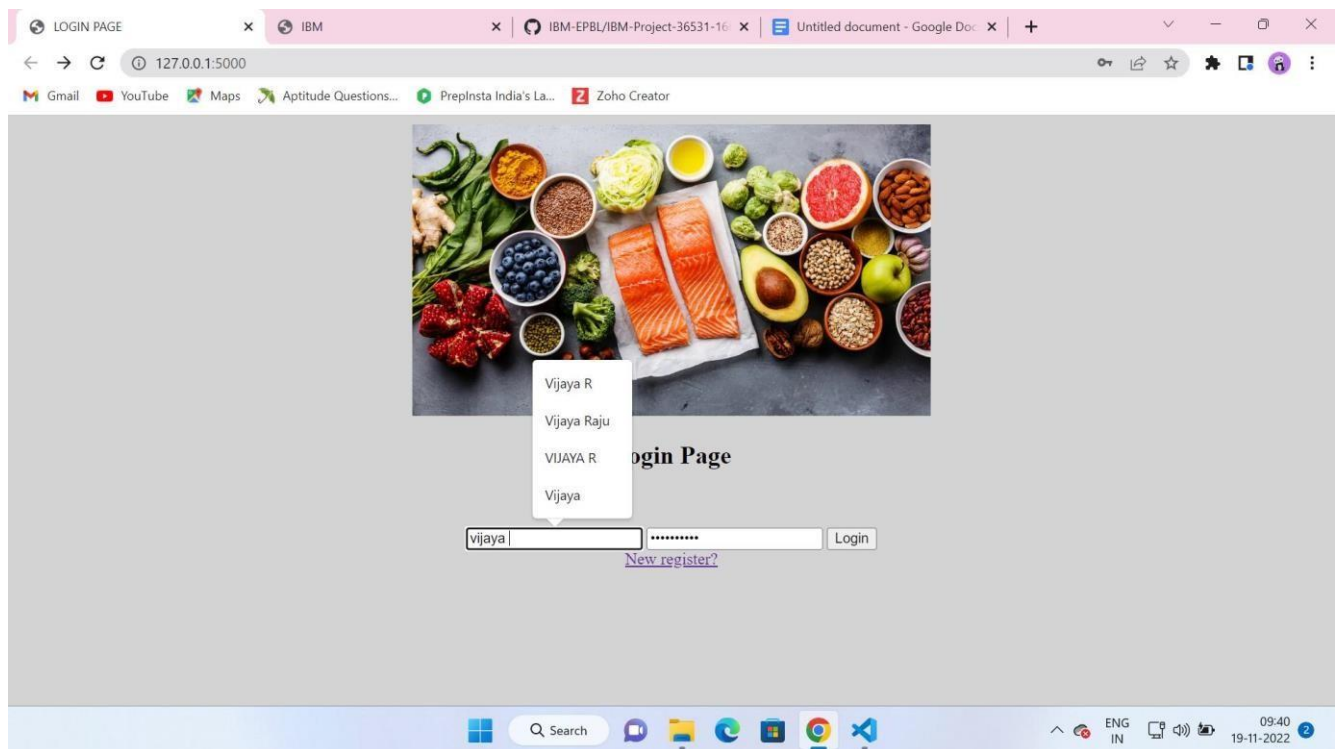 LOGIN PAGE
IBM
IBM-EPBL/IBM-Project-36531-16
Untitled document - Google Doc
127.0.0.1:5000
Gmail
YouTube
Maps
Aptitude Questions...
PrepInsta India's La...
Zoho Creator
Vijaya R
Vijaya Raju
VIJAYA R
Vijaya
ogin Page
vijaya
••••••••••
Login
New register?
Search
ENG
IN
09:40
19-11-2022
2